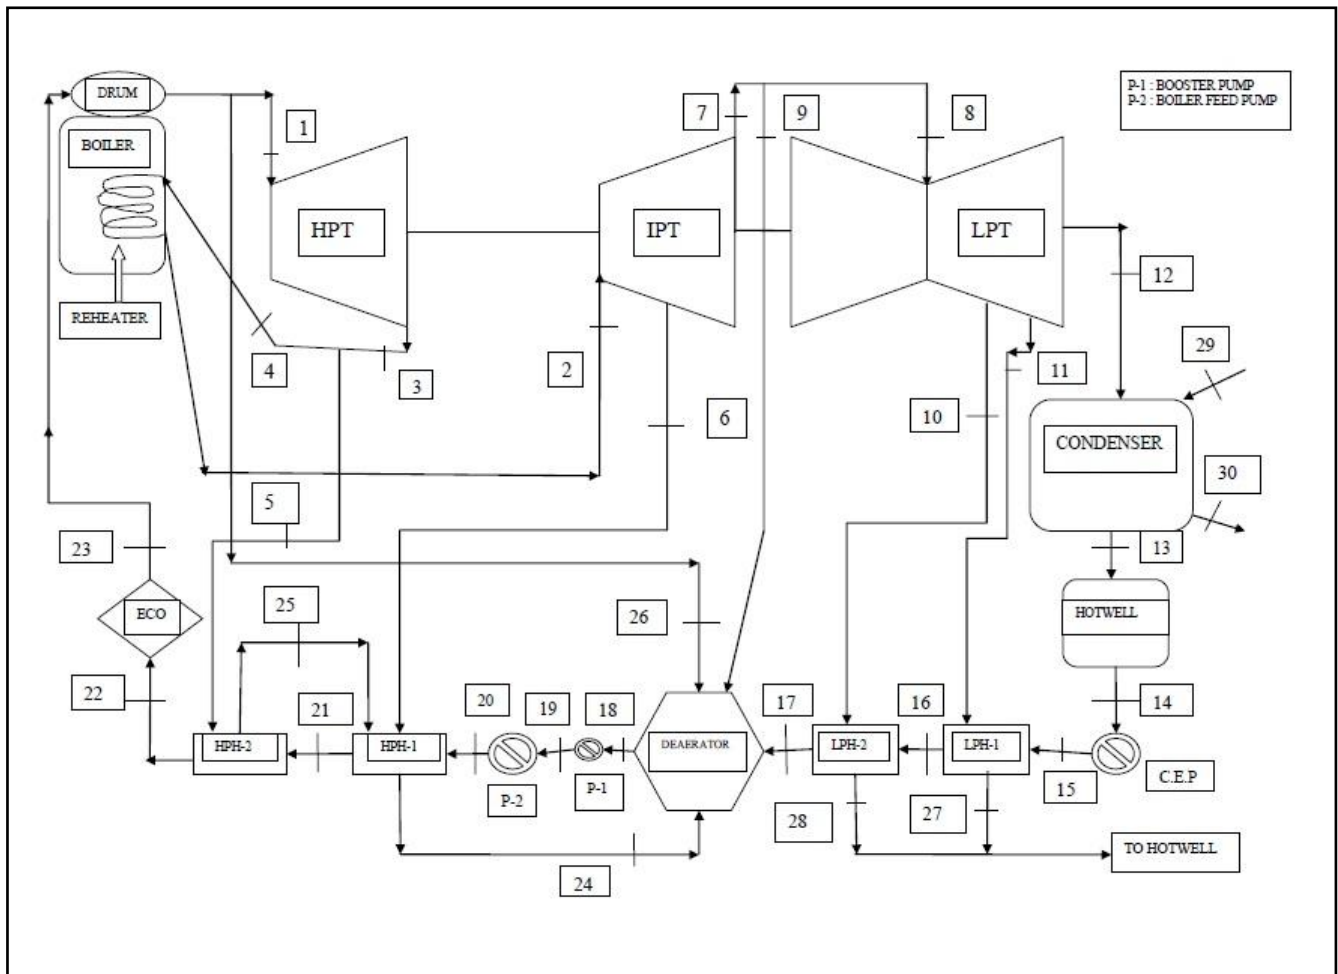 DRUM
BOILER
REHEATER
P-1 : BOOSTER PUMP
P-2 : BOILER FEED PUMP
1
7
9
8
HPT
IPT
LPT
12
4
3
2
11
29
6
10
CONDENSER
30
5
23
13
ECO
25
26
HOTWELL
22
21
20
19
18
17
16
14
HPH-2
HPH-1
DEAERATOR
LPH-2
LPH-1
P-2
P-1
15
C.E.P
28
27
24
TO HOTWELL